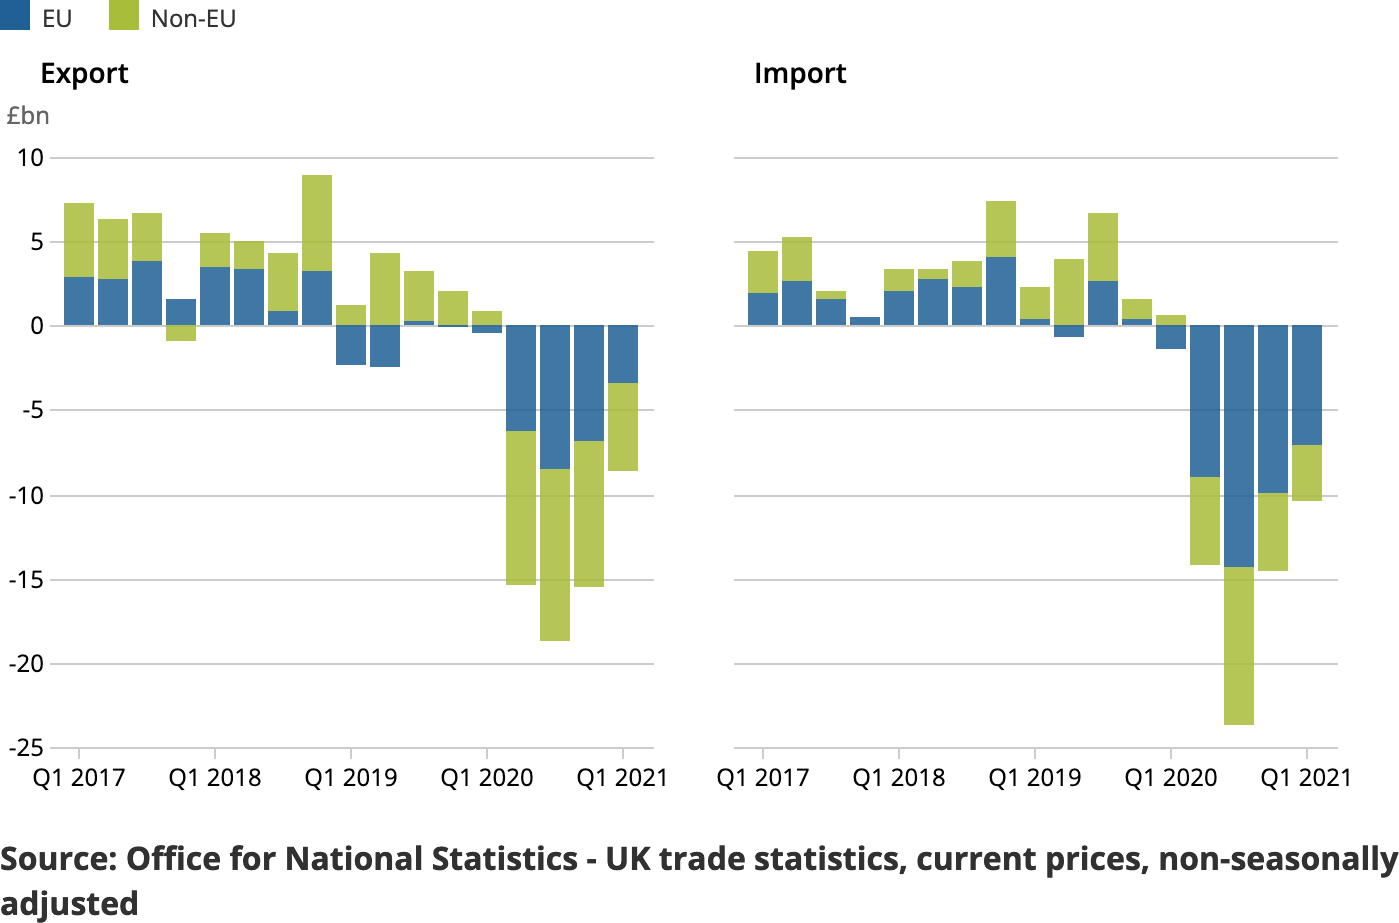 EU Non-EU
Export Import
£bn
10
5
0
-5
-10
-15
-20
-25
Q1 2017 Q1 2018 Q1 2019 Q1 2020 Q1 2021 Q1 2017 Q1 2018 Q1 2019 Q1 2020 Q1 2021
Source: Office for National Statistics - UK trade statistics, current prices, non-seasonally
adjusted